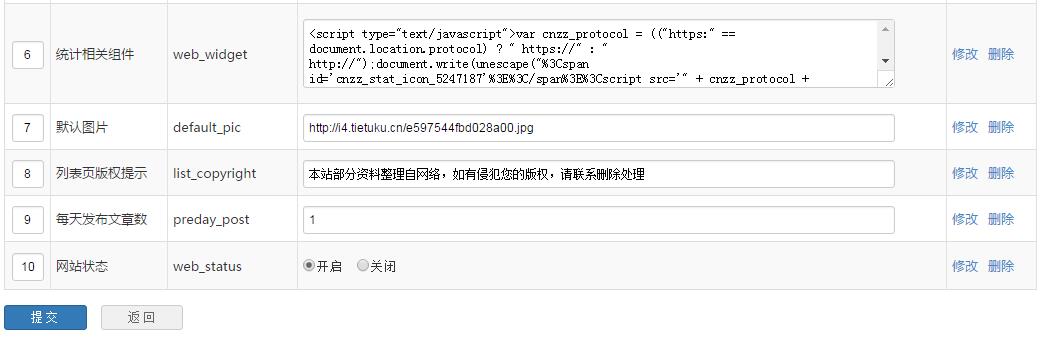 6 统计相关组件 web_widget <script type="text/javascript">var cnzz_protocol = (("https:" ==
document.location.protocol) ? " https://" : "
http://");document.write(unescape("%3Cspan
id='cnzz_stat_icon_5247187'%3E%3C/span%3E%3Cscript src='" + cnzz_protocol + 修改 删除
7 默认图片 default_pic http://i4.tietuku.cn/e597544fbd028a00.jpg 修改 删除
8 列表页版权提示 list_copyright 本站部分资料整理自网络，如有侵犯您的版权，请联系删除处理 修改 删除
9 每天发布文章数 preday_post 1 修改 删除
10 网站状态 web_status 开启 关闭 修改 删除
提交 返回